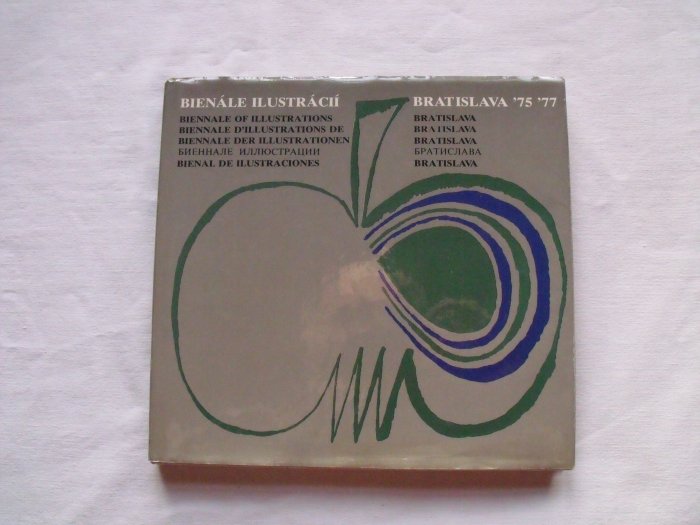 BIENÁLE ILUSTRÁCIÍ BRATISLAVA '75 '77
BIENNALE OF ILLUSTRATIONS BRATISLAVA
BIENNALE D'ILLUSTRATIONS DE BRATISLAVA
BIENNALE DER ILLUSTRATIONEN BRATISLAVA
БИЕННАЛЕ ИЛЛЮСТРАЦИИ БРАТИСЛАВА
BIENAL DE ILUSTRACIONES BRATISLAVA